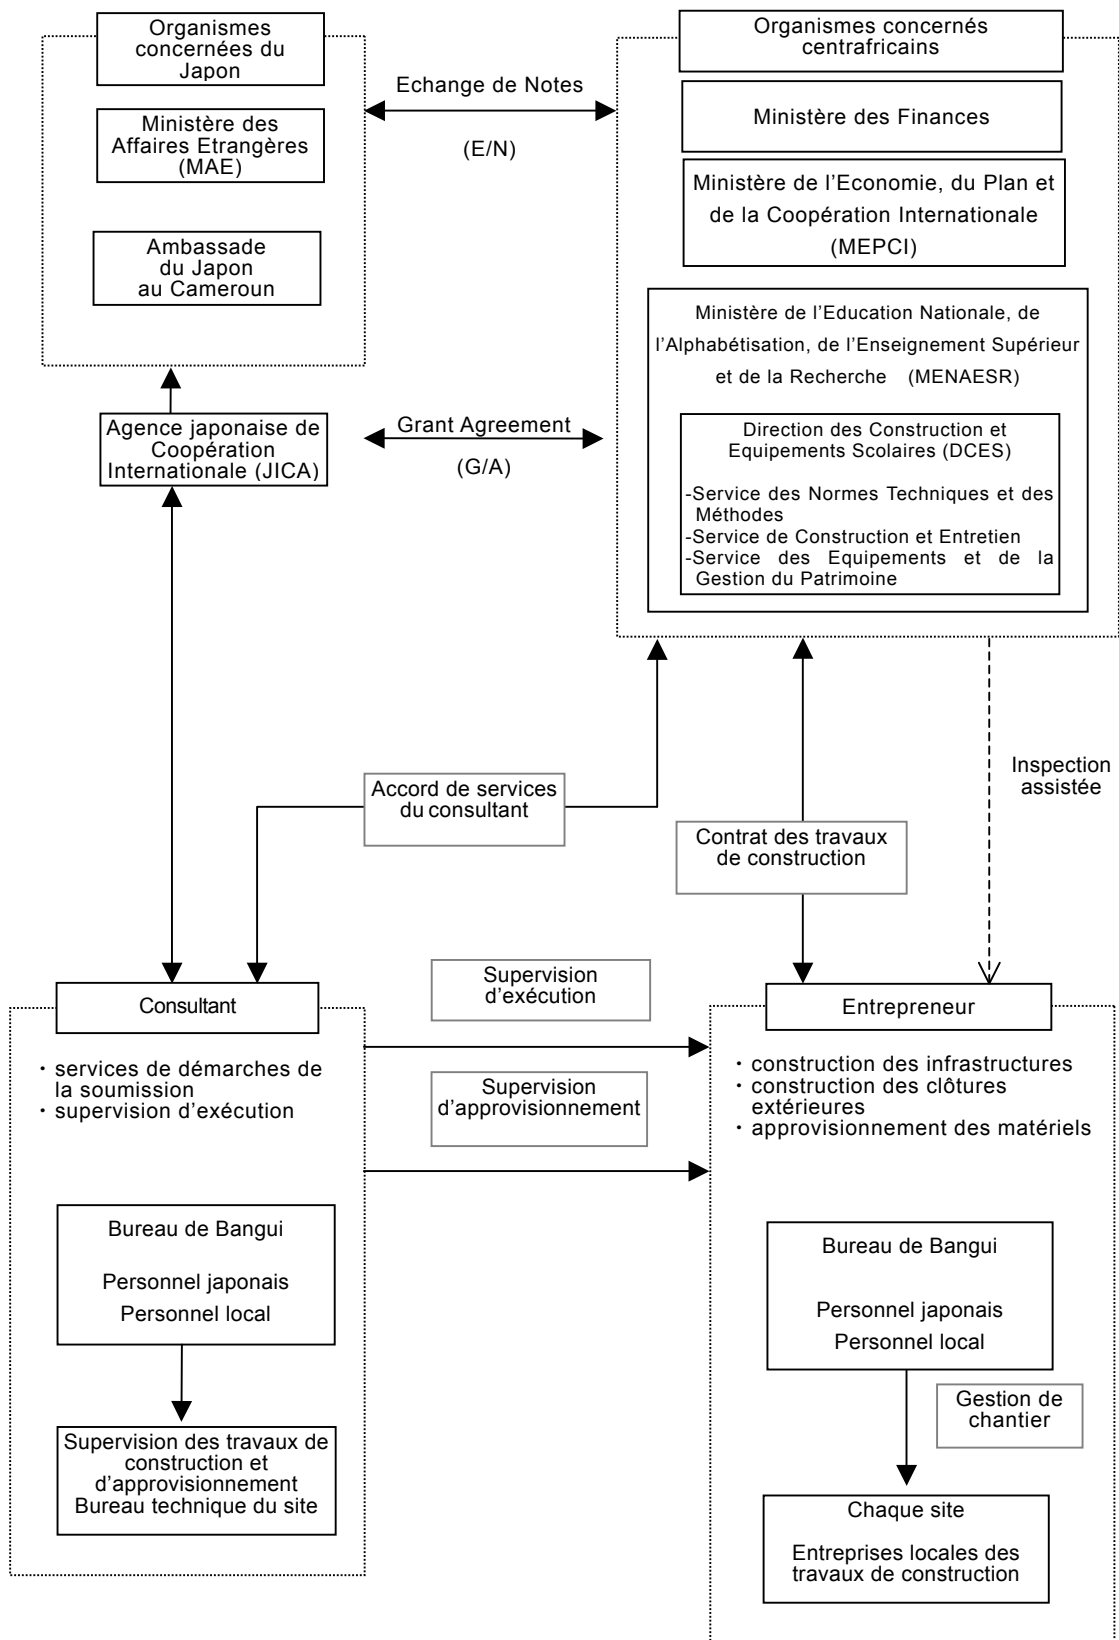 Organismes
concernées du
Japon
Ministère des
Affaires Etrangères
(MAE)
Ambassade
du Japon
au Cameroun
Echange de Notes
(E/N)
Organismes concernés
centrafricains
Ministère des Finances
Ministère de l’Economie, du Plan et
de la Coopération Internationale
(MEPCI)
Ministère de l’Education Nationale, de
l’Alphabétisation, de l’Enseignement Supérieur
et de la Recherche (MENAESR)
Direction des Construction et
Equipements Scolaires (DCES)
-Service des Normes Techniques et des
Méthodes
-Service de Construction et Entretien
-Service des Equipements et de la
Gestion du Patrimoine
Agence japonaise de
Coopération
Internationale (JICA)
Grant Agreement
(G/A)
Accord de services
du consultant
Contrat des travaux
de construction
Inspection
assistée
Consultant
・services de démarches de
la soumission
・supervision d’exécution
Supervision
d’exécution
Supervision
d’approvisionnement
Entrepreneur
・construction des infrastructures
・construction des clôtures
extérieures
・approvisionnement des matériels
Bureau de Bangui
Personnel japonais
Personnel local
Supervision des travaux de
construction et
d’approvisionnement
Bureau technique du site
Bureau de Bangui
Personnel japonais
Personnel local
Gestion de
chantier
Chaque site
Entreprises locales des
travaux de construction